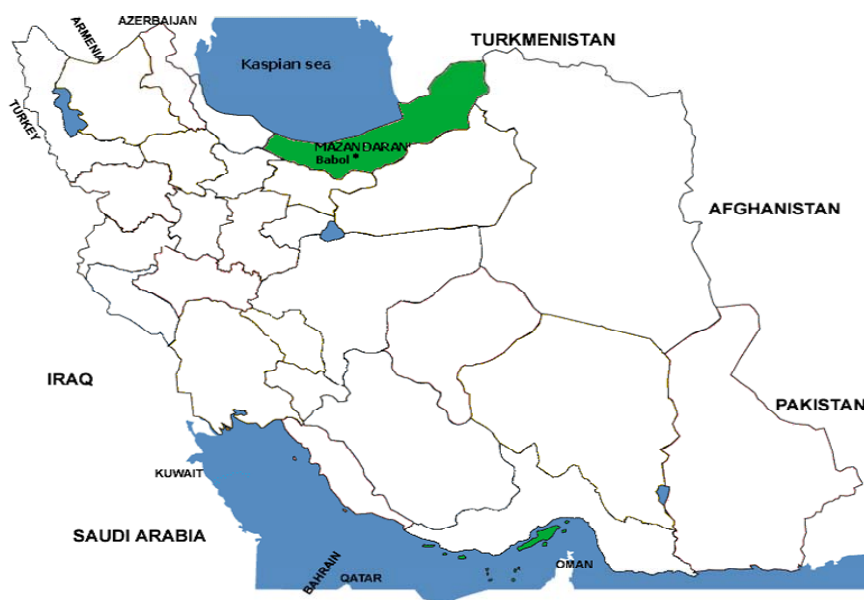 AZERBAIJAN
ARMENIA
TURKMENISTAN
Kaspian sea
TURKEY
MAZANDARAN
Babol
AFGHANISTAN
IRAQ
PAKISTAN
KUWAIT
SAUDI ARABIA
BAHRAIN
QATAR
OMAN